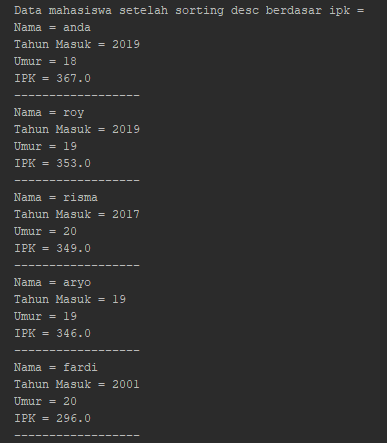 Data mahasiswa setelah sorting desc berdasar ipk =
Nama = anda
Tahun Masuk = 2019
Umur = 18
IPK = 367.0
------------------
Nama = roy
Tahun Masuk = 2019
Umur = 19
IPK = 353.0
------------------
Nama = risma
Tahun Masuk = 2017
Umur = 20
IPK = 349.0
------------------
Nama = aryo
Tahun Masuk = 19
Umur = 19
IPK = 346.0
------------------
Nama = fardi
Tahun Masuk = 2001
Umur = 20
IPK = 296.0
------------------